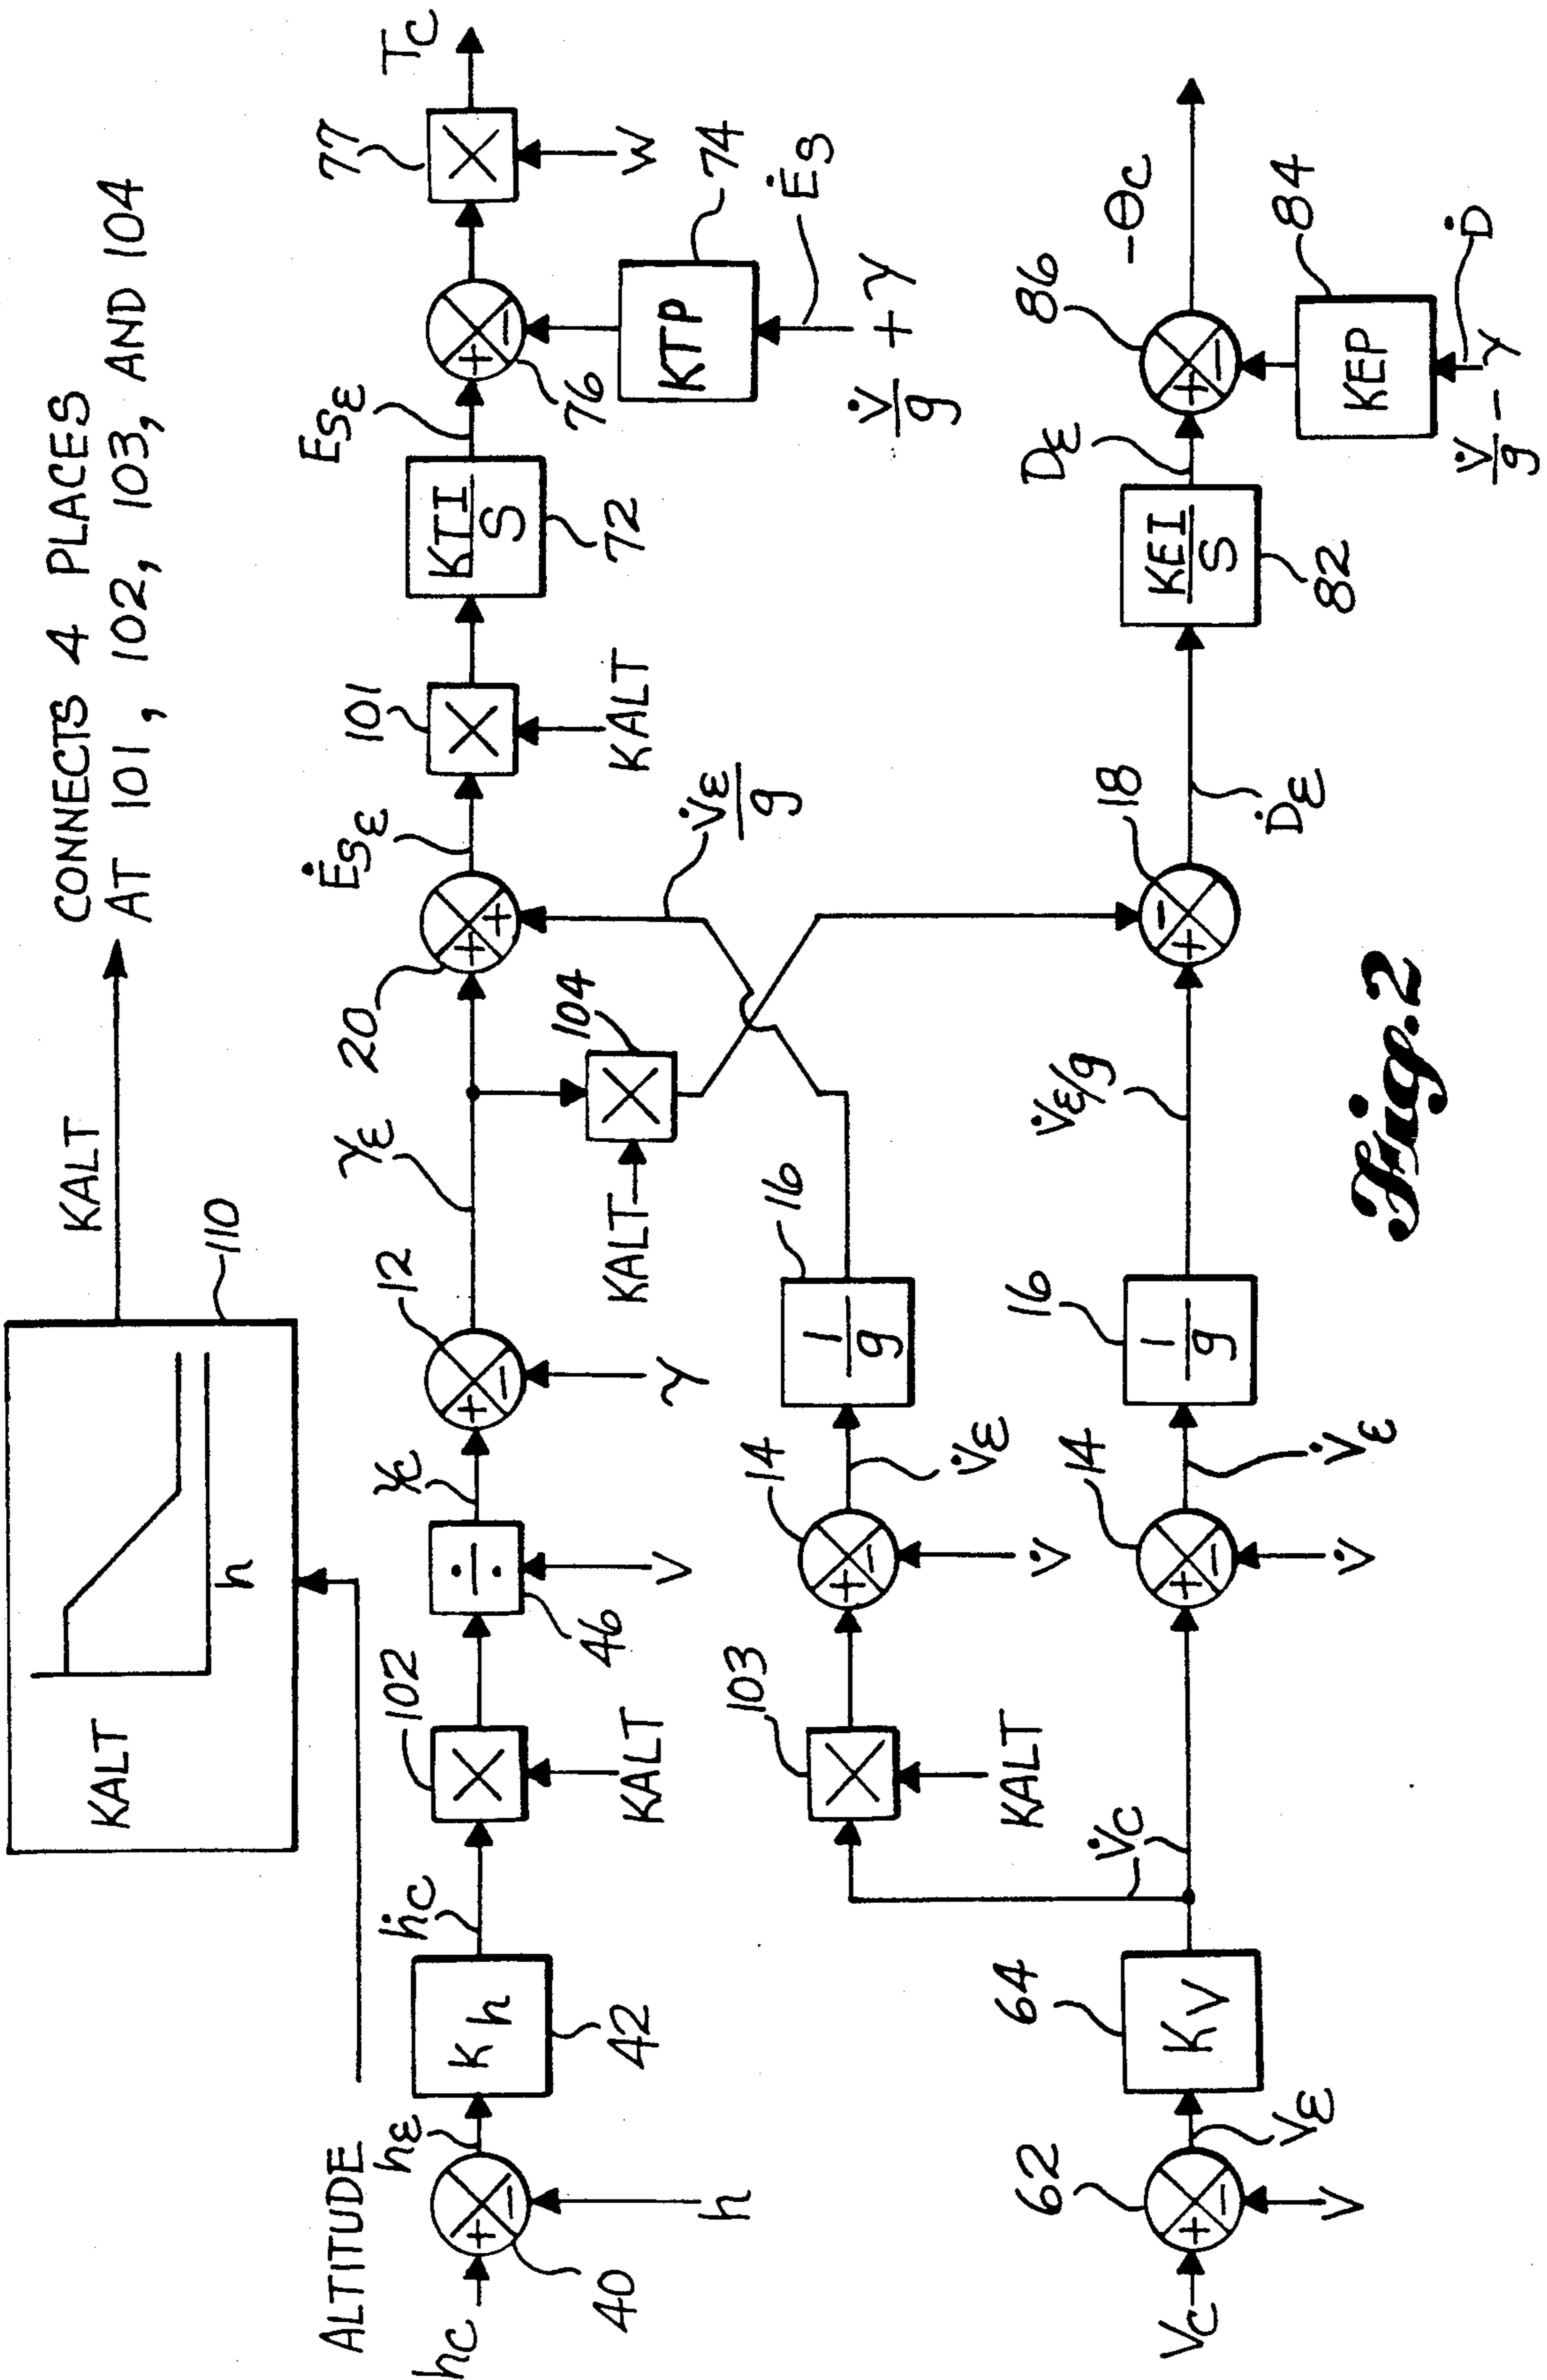 KALT
h
110
KALT
CONNECTS 4 PLACES
AT 101, 102, 103, AND 104
ALTITUDE
hc
+
−
40
h
hε
K h
42
ḣc
102
KALT
÷
46
V
γc
12
+
−
γ
γε
20
+
+
ĖSε
101
KALT
KTI
S
72
ESε
76
+
−
KTP
74
ĖS
V̇/g + γ
77
W
TC
KALT
104
V̇ε/g
103
KALT
14
+
−
V̇
V̇ε
1/g
16
VC
62
+
−
V
Vε
KV
64
V̇C
14
+
−
V̇
V̇ε
1/g
16
V̇ε/g
18
+
−
Ḋε
KEI
S
82
Dε
86
+
−
KEP
84
Ḋ
V̇/g − γ
−θC
Fig. 2